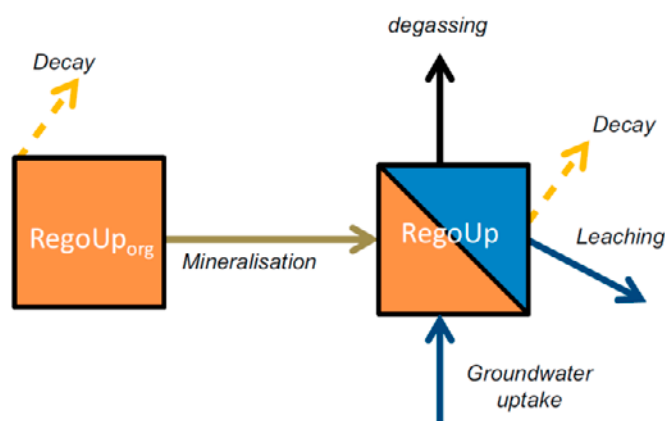 degassing
Decay
Decay
RegoUporg
RegoUp
Leaching
Mineralisation
Groundwater
uptake